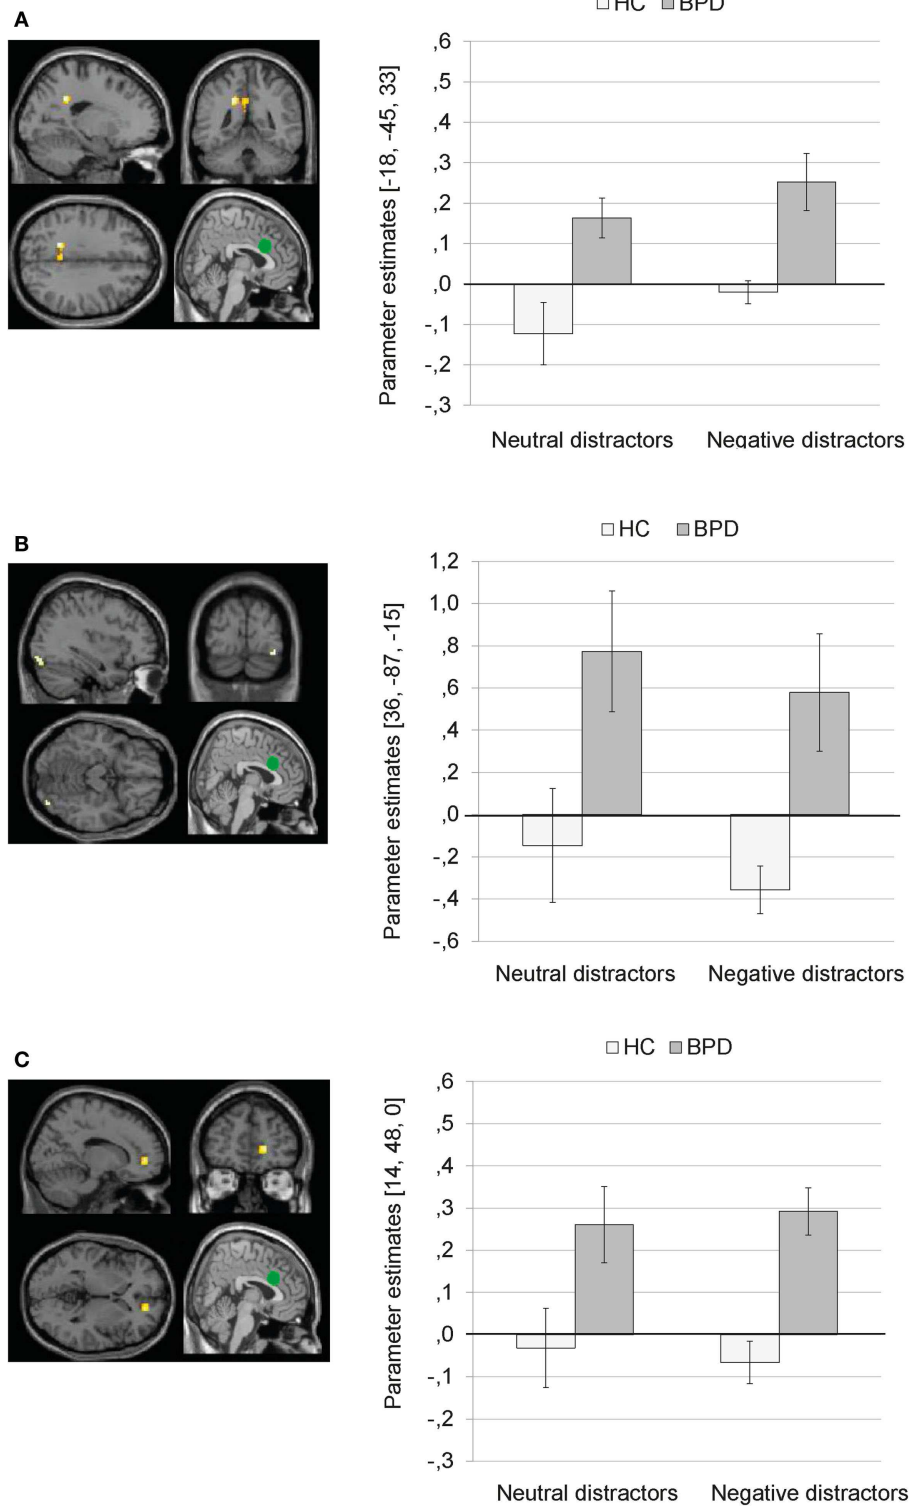 A
HC BPD
Parameter estimates [-18, -45, 33]
,6
,5
,4
,3
,2
,1
,0
-,1
-,2
-,3
Neutral distractors Negative distractors
B
HC BPD
Parameter estimates [36, -87, -15]
1,2
1,0
,8
,6
,4
,2
,0
-,2
-,4
-,6
Neutral distractors Negative distractors
C
HC BPD
Parameter estimates [14, 48, 0]
,6
,5
,4
,3
,2
,1
,0
-,1
-,2
-,3
Neutral distractors Negative distractors